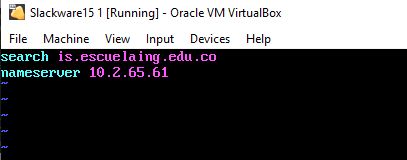 Slackware15 1 [Running] - Oracle VM VirtualBox
File Machine View Input Devices Help
search is.escuelaing.edu.co
nameserver 10.2.65.61
~
~
~
~
~